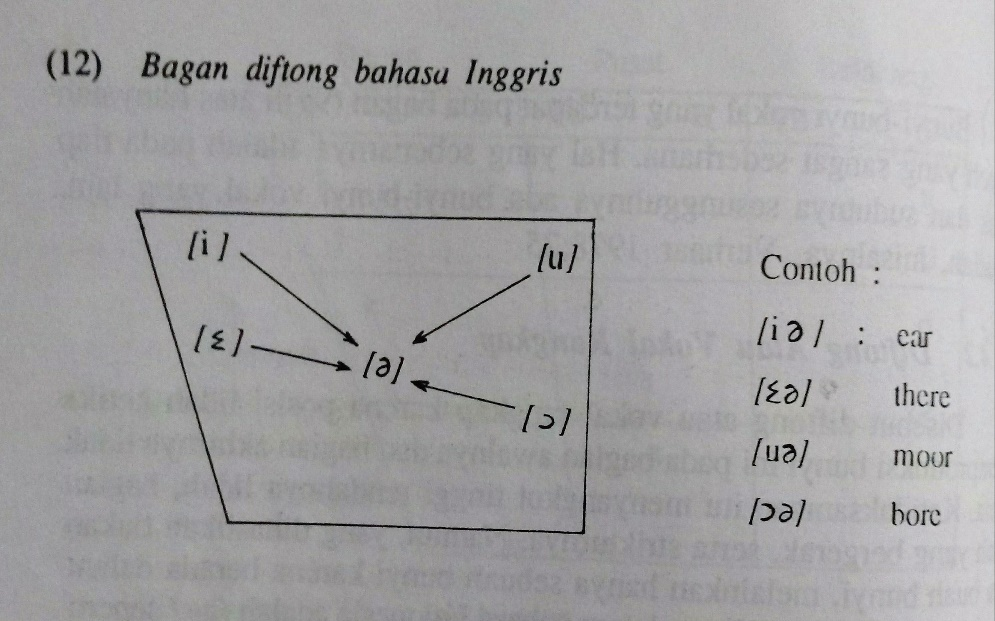 (12) Bagan diftong bahasa Inggris
[i]
[u]
[ɛ]
[ə]
[ɔ]
Contoh :
[iə] : ear
[ɛə] there
[uə] moor
[ɔə] bore